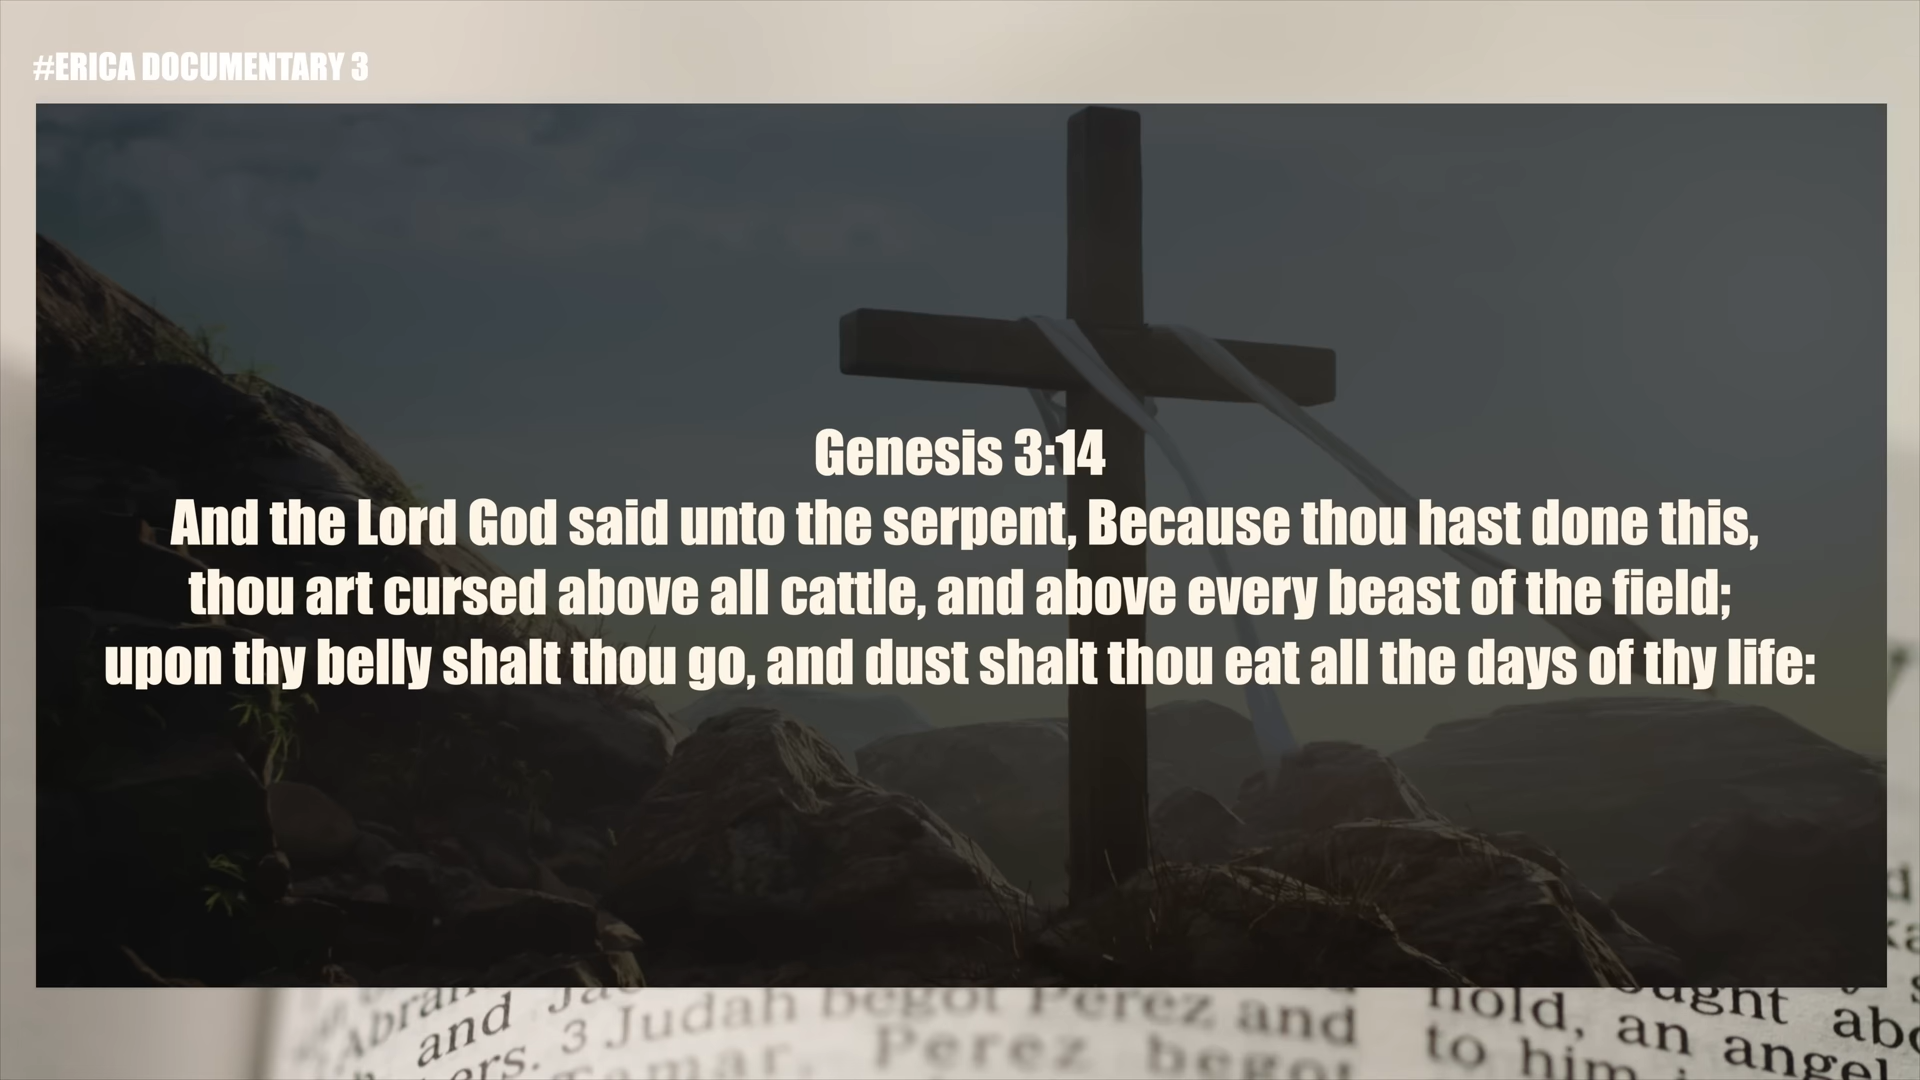 #ERICA DOCUMENTARY 3
Genesis 3:14
And the Lord God said unto the serpent, Because thou hast done this,
thou art cursed above all cattle, and above every beast of the field;
upon thy belly shalt thou go, and dust shalt thou eat all the days of thy life:
and
3 Judah begot Perez and
Perez begot
hold, an
to him
an angel